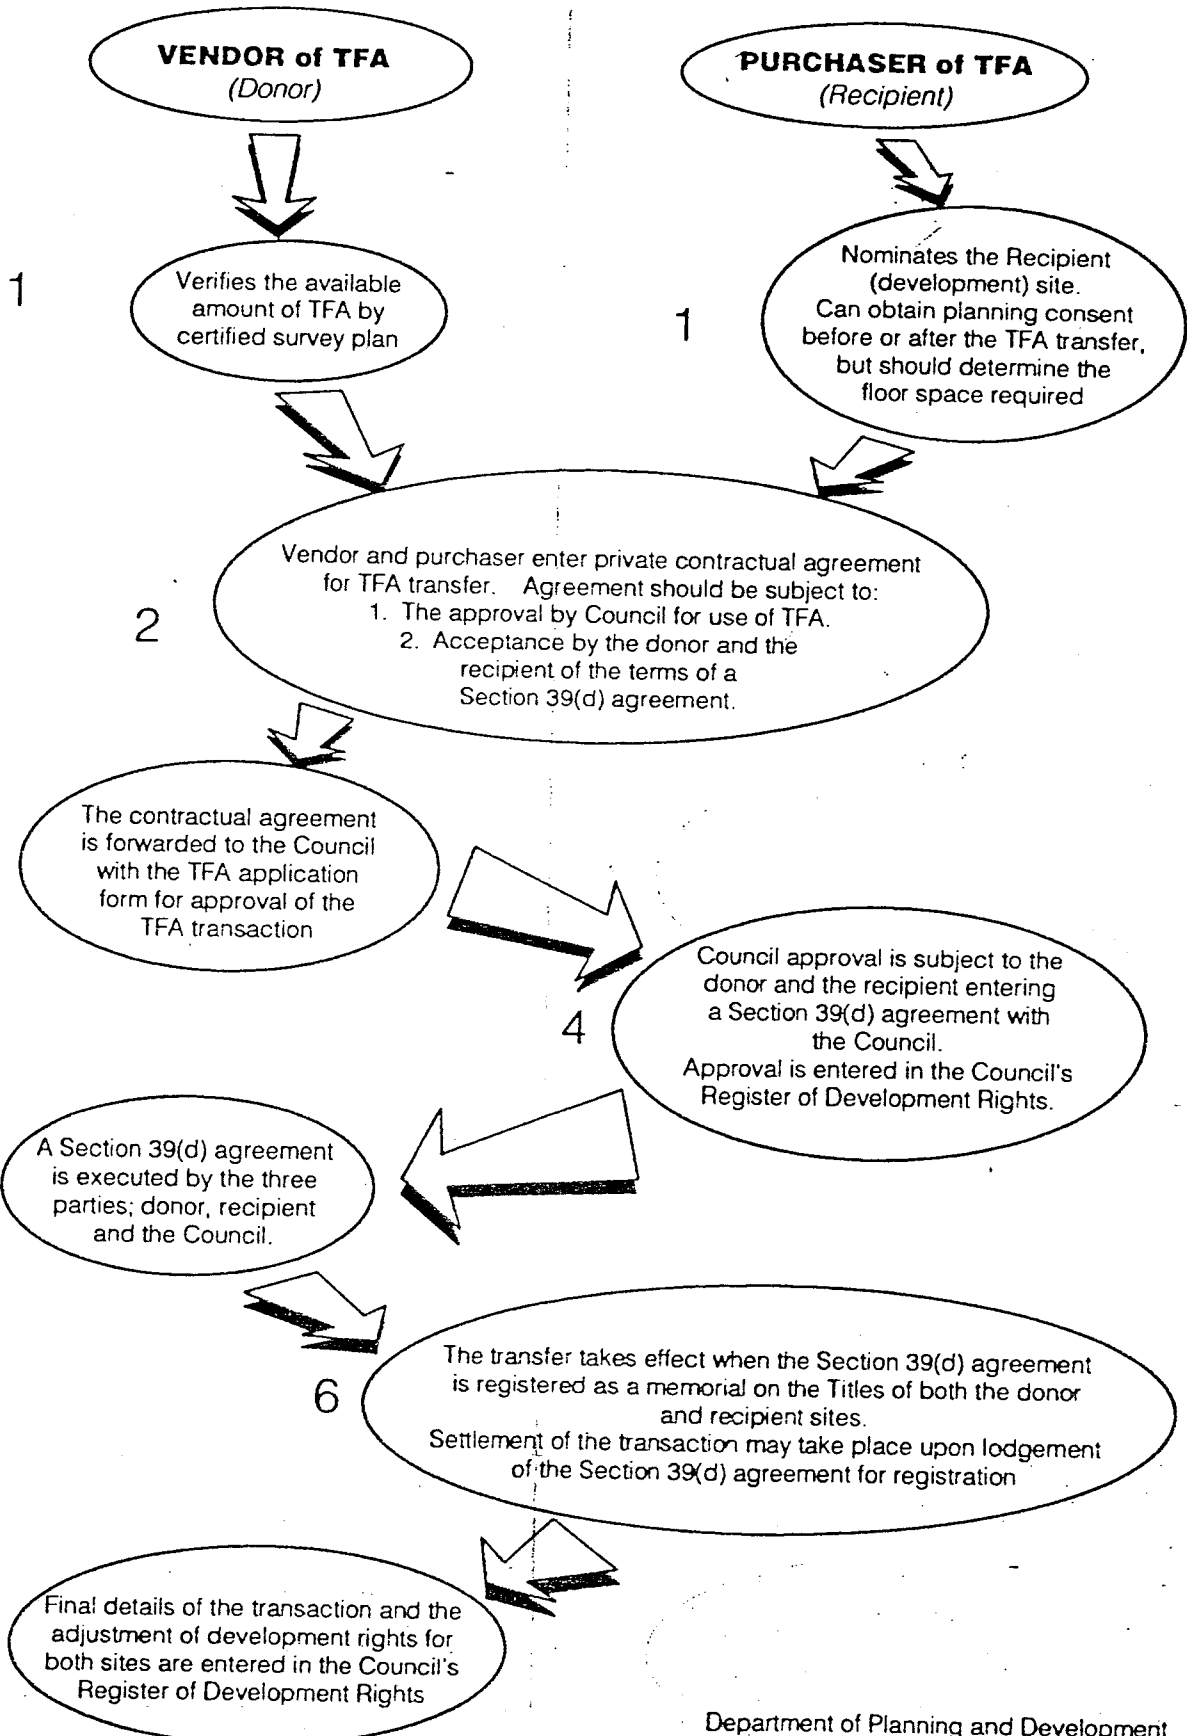 VENDOR of TFA
(Donor)
PURCHASER of TFA
(Recipient)
1
Verifies the available
amount of TFA by
certified survey plan
1
Nominates the Recipient
(development) site.
Can obtain planning consent
before or after the TFA transfer,
but should determine the
floor space required
2
Vendor and purchaser enter private contractual agreement
for TFA transfer. Agreement should be subject to:
1. The approval by Council for use of TFA.
2. Acceptance by the donor and the
recipient of the terms of a
Section 39(d) agreement.
The contractual agreement
is forwarded to the Council
with the TFA application
form for approval of the
TFA transaction
4
Council approval is subject to the
donor and the recipient entering
a Section 39(d) agreement with
the Council.
Approval is entered in the Council's
Register of Development Rights.
A Section 39(d) agreement
is executed by the three
parties; donor, recipient
and the Council.
6
The transfer takes effect when the Section 39(d) agreement
is registered as a memorial on the Titles of both the donor
and recipient sites.
Settlement of the transaction may take place upon lodgement
of the Section 39(d) agreement for registration
Final details of the transaction and the
adjustment of development rights for
both sites are entered in the Council's
Register of Development Rights
Department of Planning and Development